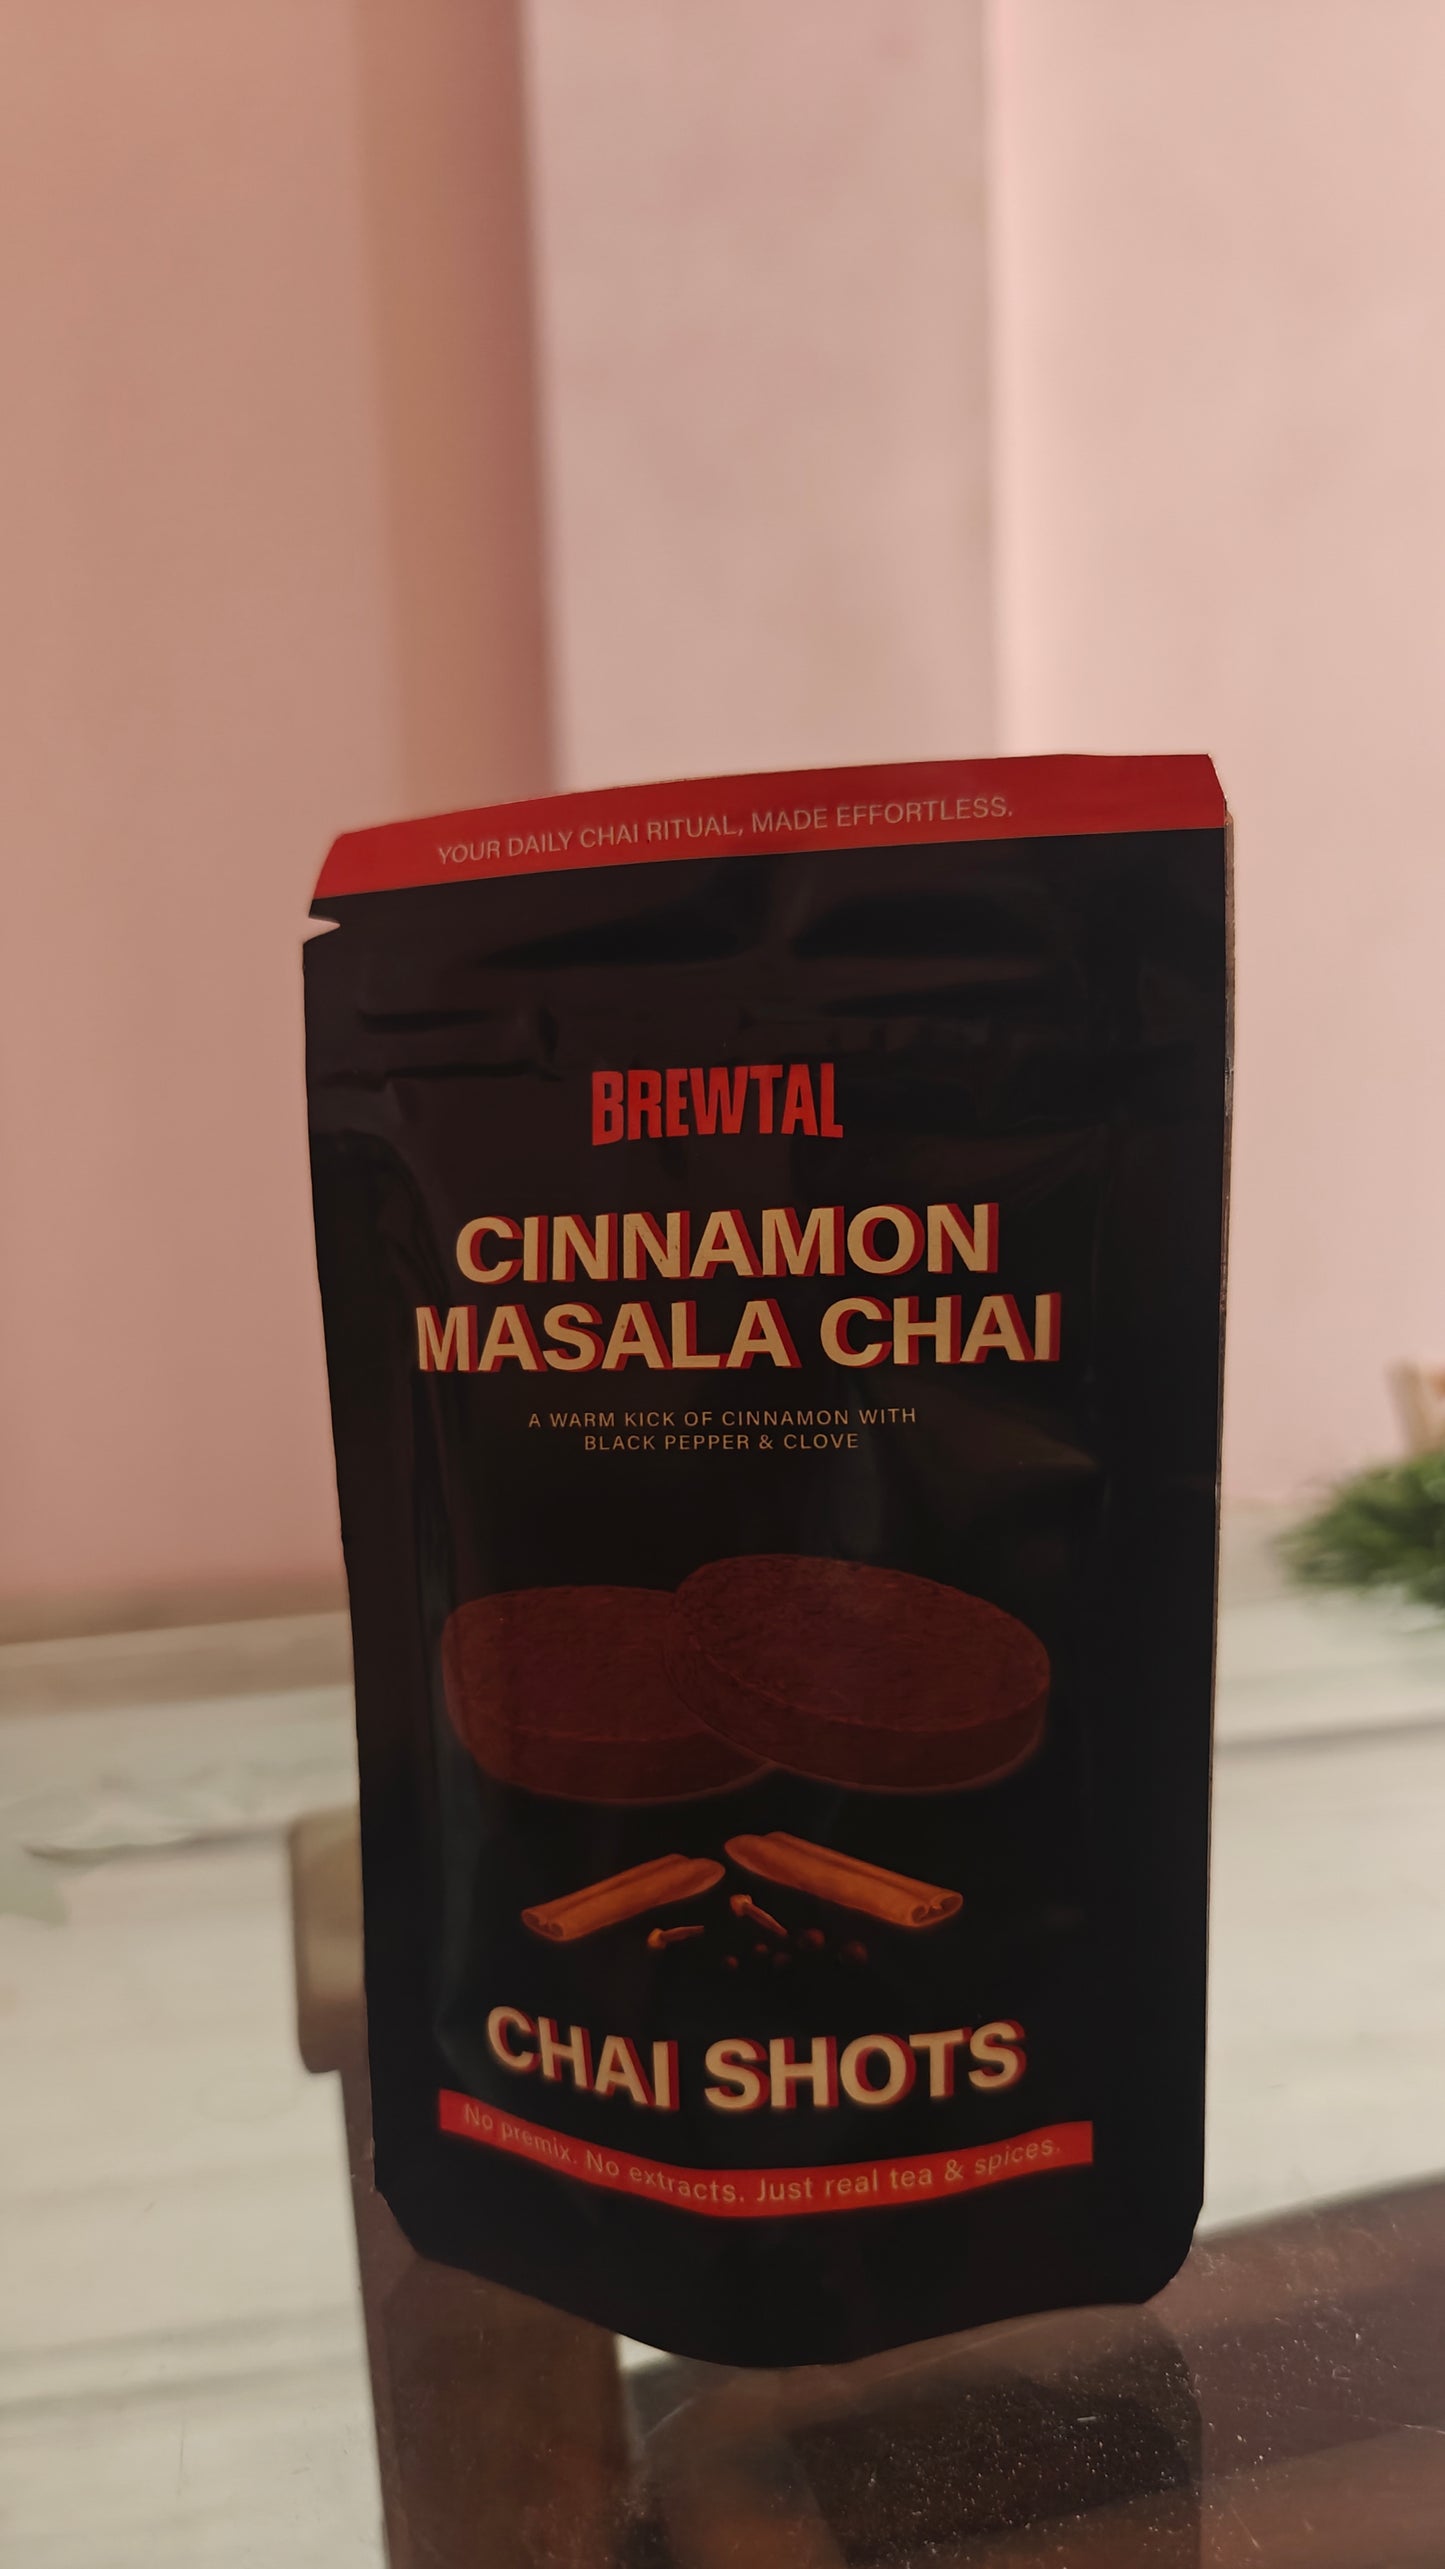 YOUR DAILY CHAI RITUAL, MADE EFFORTLESS.
BREWTAL
CINNAMON
MASALA CHAI
A WARM KICK OF CINNAMON WITH
BLACK PEPPER & CLOVE
CHAI SHOTS
No premix. No extracts. Just real tea & spices.